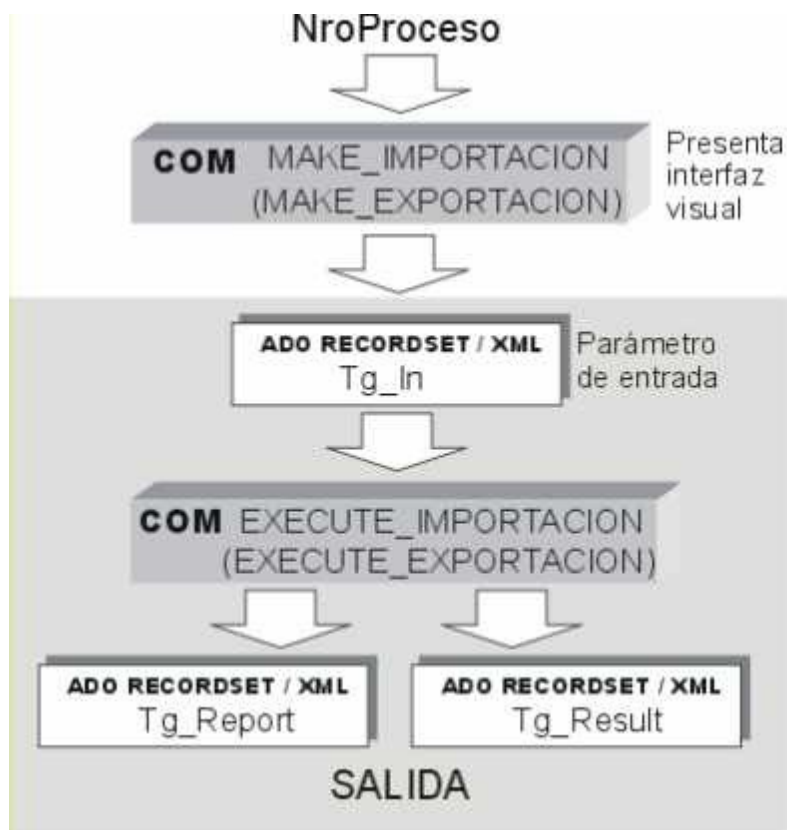 NroProceso
COM MAKE_IMPORTACION
(MAKE_EXPORTACION)
Presenta
interfaz
visual
ADO RECORDSET / XML
Tg_In
Parámetro
de entrada
COM EXECUTE_IMPORTACION
(EXECUTE_EXPORTACION)
ADO RECORDSET / XML
Tg_Report
ADO RECORDSET / XML
Tg_Result
SALIDA